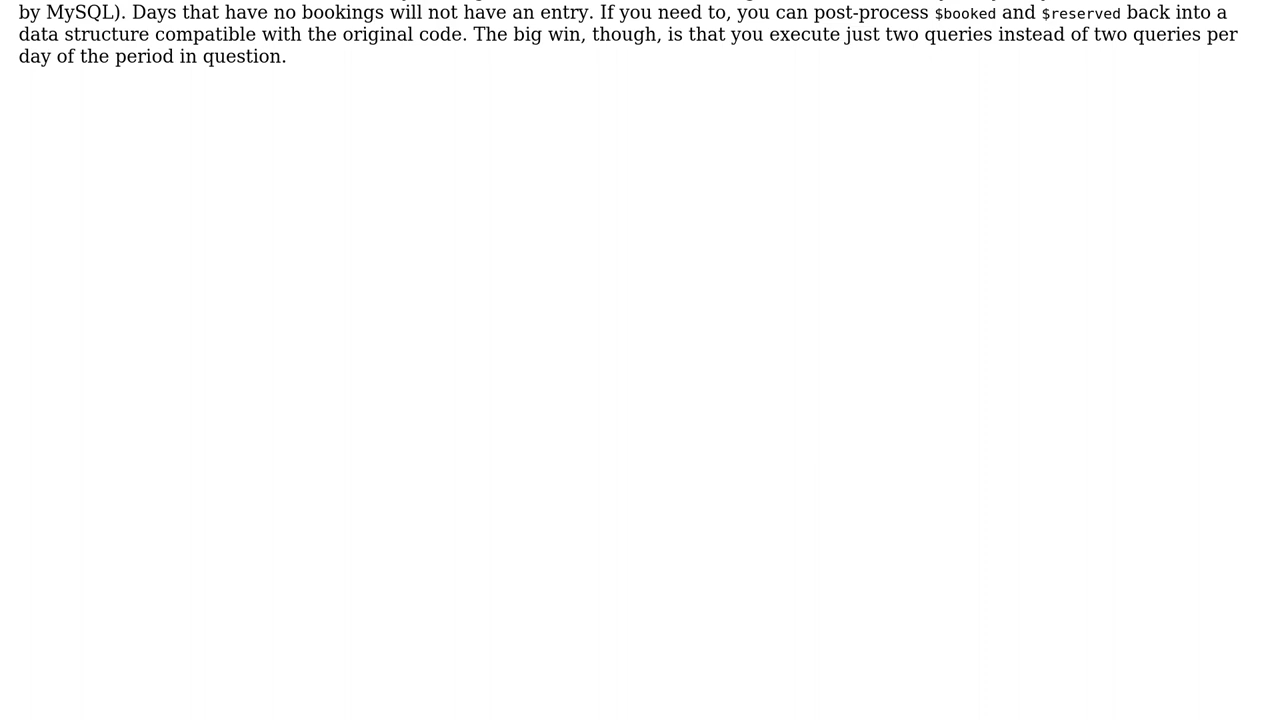 by MySQL). Days that have no bookings will not have an entry. If you need to, you can post-process $booked and $reserved back into a
data structure compatible with the original code. The big win, though, is that you execute just two queries instead of two queries per
day of the period in question.